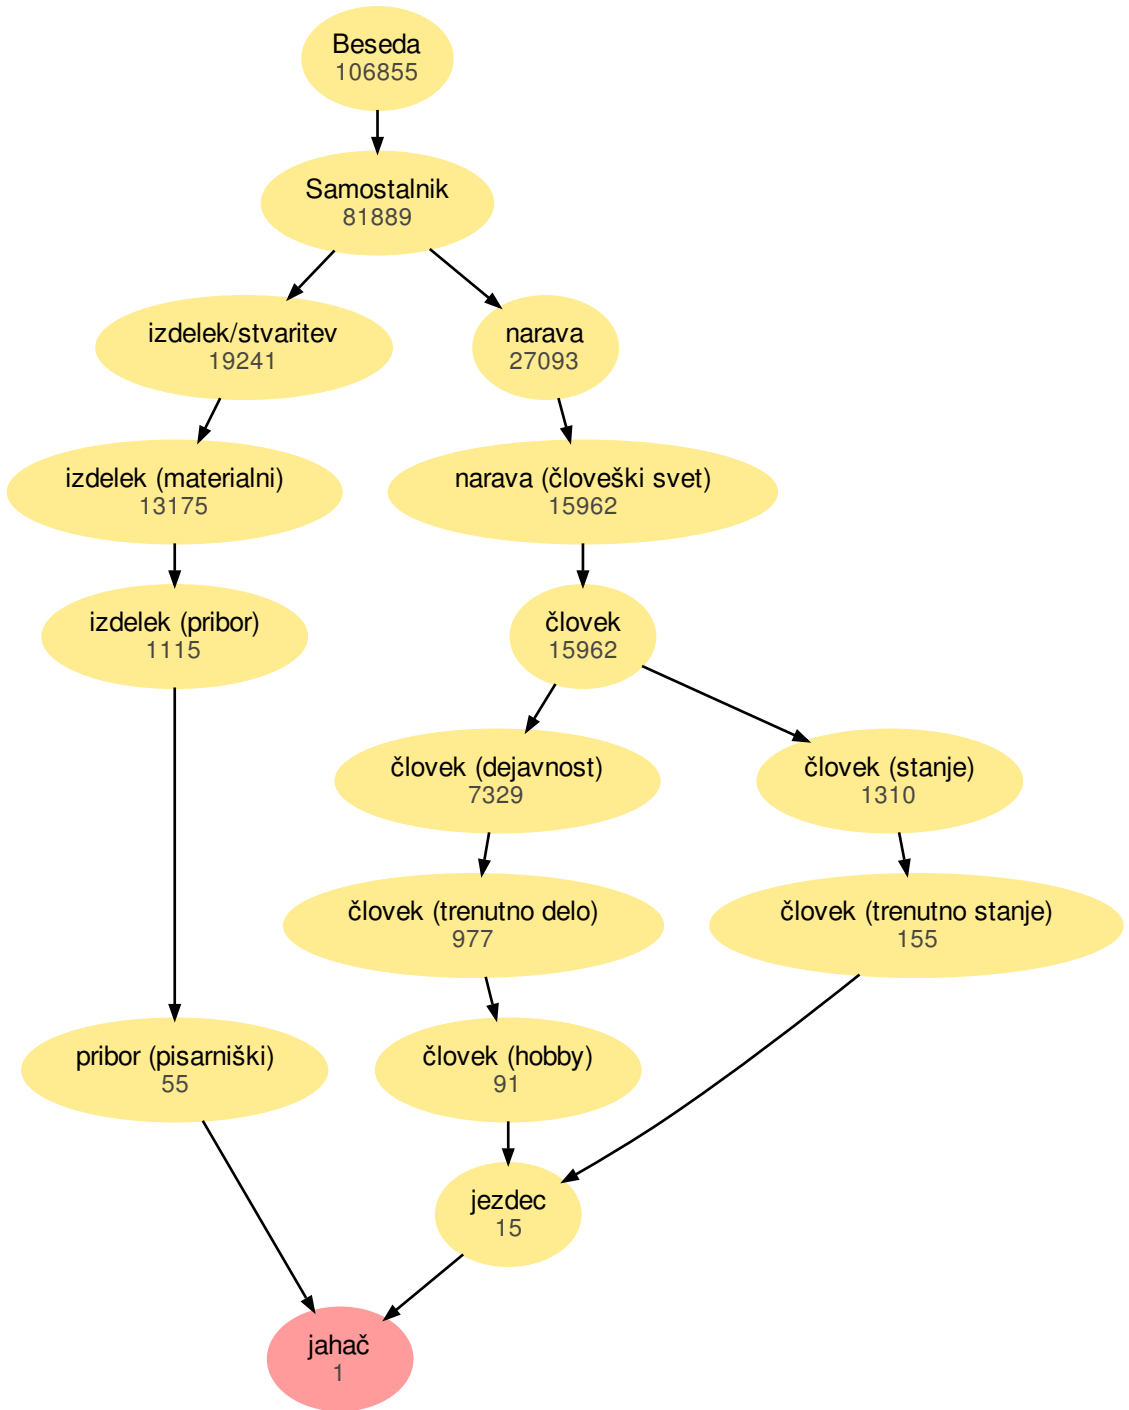 Beseda
106855
Samostalnik
81889
izdelek/stvaritev
19241
narava
27093
izdelek (materialni)
13175
narava (človeški svet)
15962
izdelek (pribor)
1115
človek
15962
človek (dejavnost)
7329
človek (stanje)
1310
človek (trenutno delo)
977
človek (trenutno stanje)
155
pribor (pisarniški)
55
človek (hobby)
91
jezdec
15
jahač
1